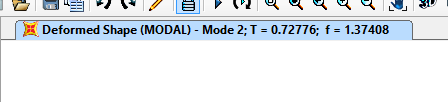 Deformed Shape (MODAL) - Mode 2; T = 0.72776;  f = 1.37408